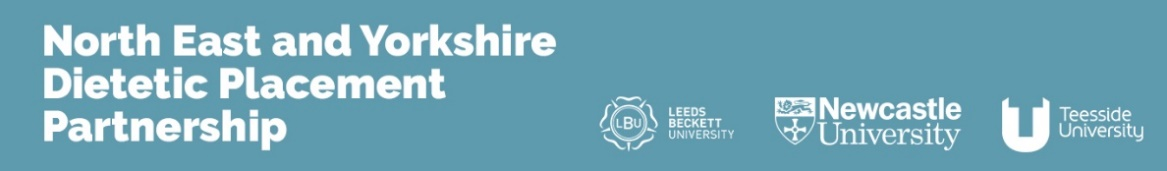 North East and Yorkshire
Dietetic Placement
Partnership
LBU
LEEDS
BECKETT
UNIVERSITY
Newcastle
University
Teesside
University